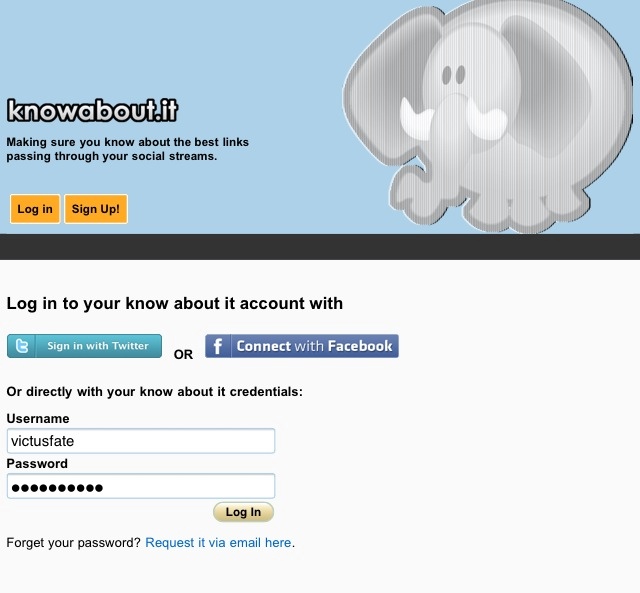 knowabout.it
Making sure you know about the best links
passing through your social streams.
Log in Sign Up!
Log in to your know about it account with
Sign in with Twitter OR Connect with Facebook
Or directly with your know about it credentials:
Username
victusfate
Password
●●●●●●●●●●
Log In
Forget your password? Request it via email here.